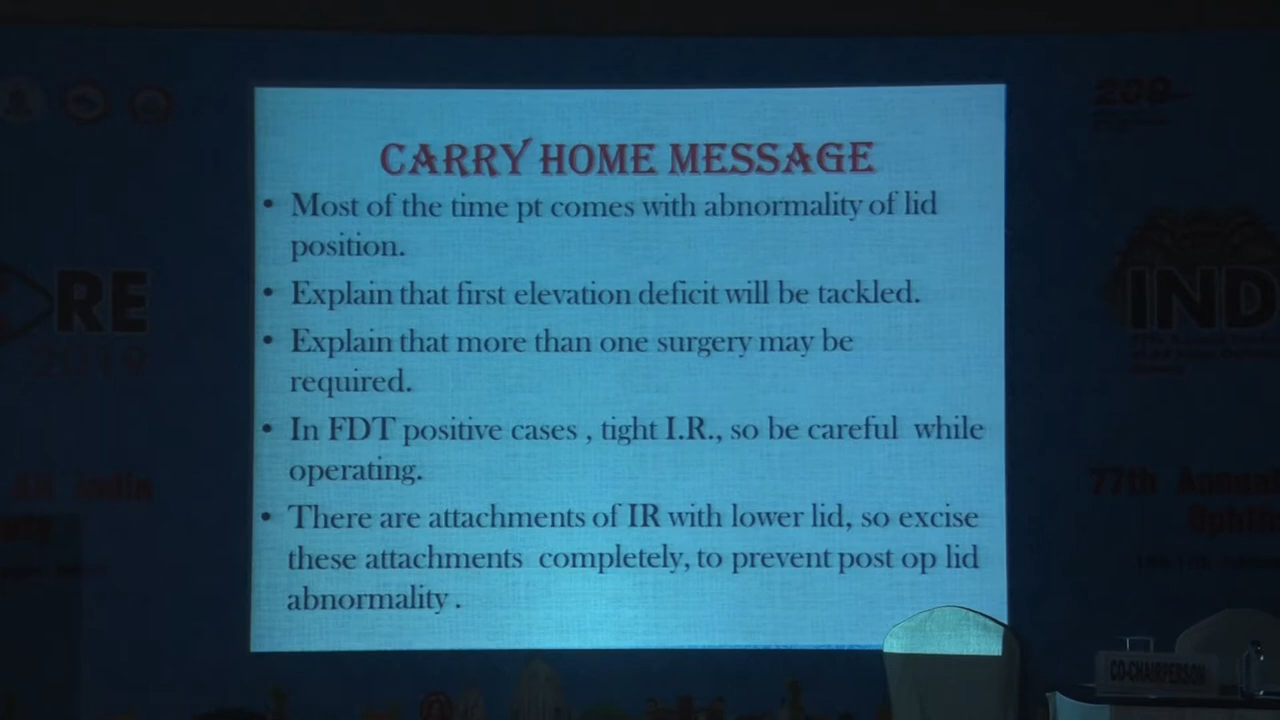 CARRY HOME MESSAGE
• Most of the time pt comes with abnormality of lid
position.
• Explain that first elevation deficit will be tackled.
• Explain that more than one surgery may be
required.
• In FDT positive cases , tight I.R., so be careful while
operating.
• There are attachments of IR with lower lid, so excise
these attachments completely, to prevent post op lid
abnormality .
200
RE
2019
IND
77th Annual
CO-CHAIRPERSON